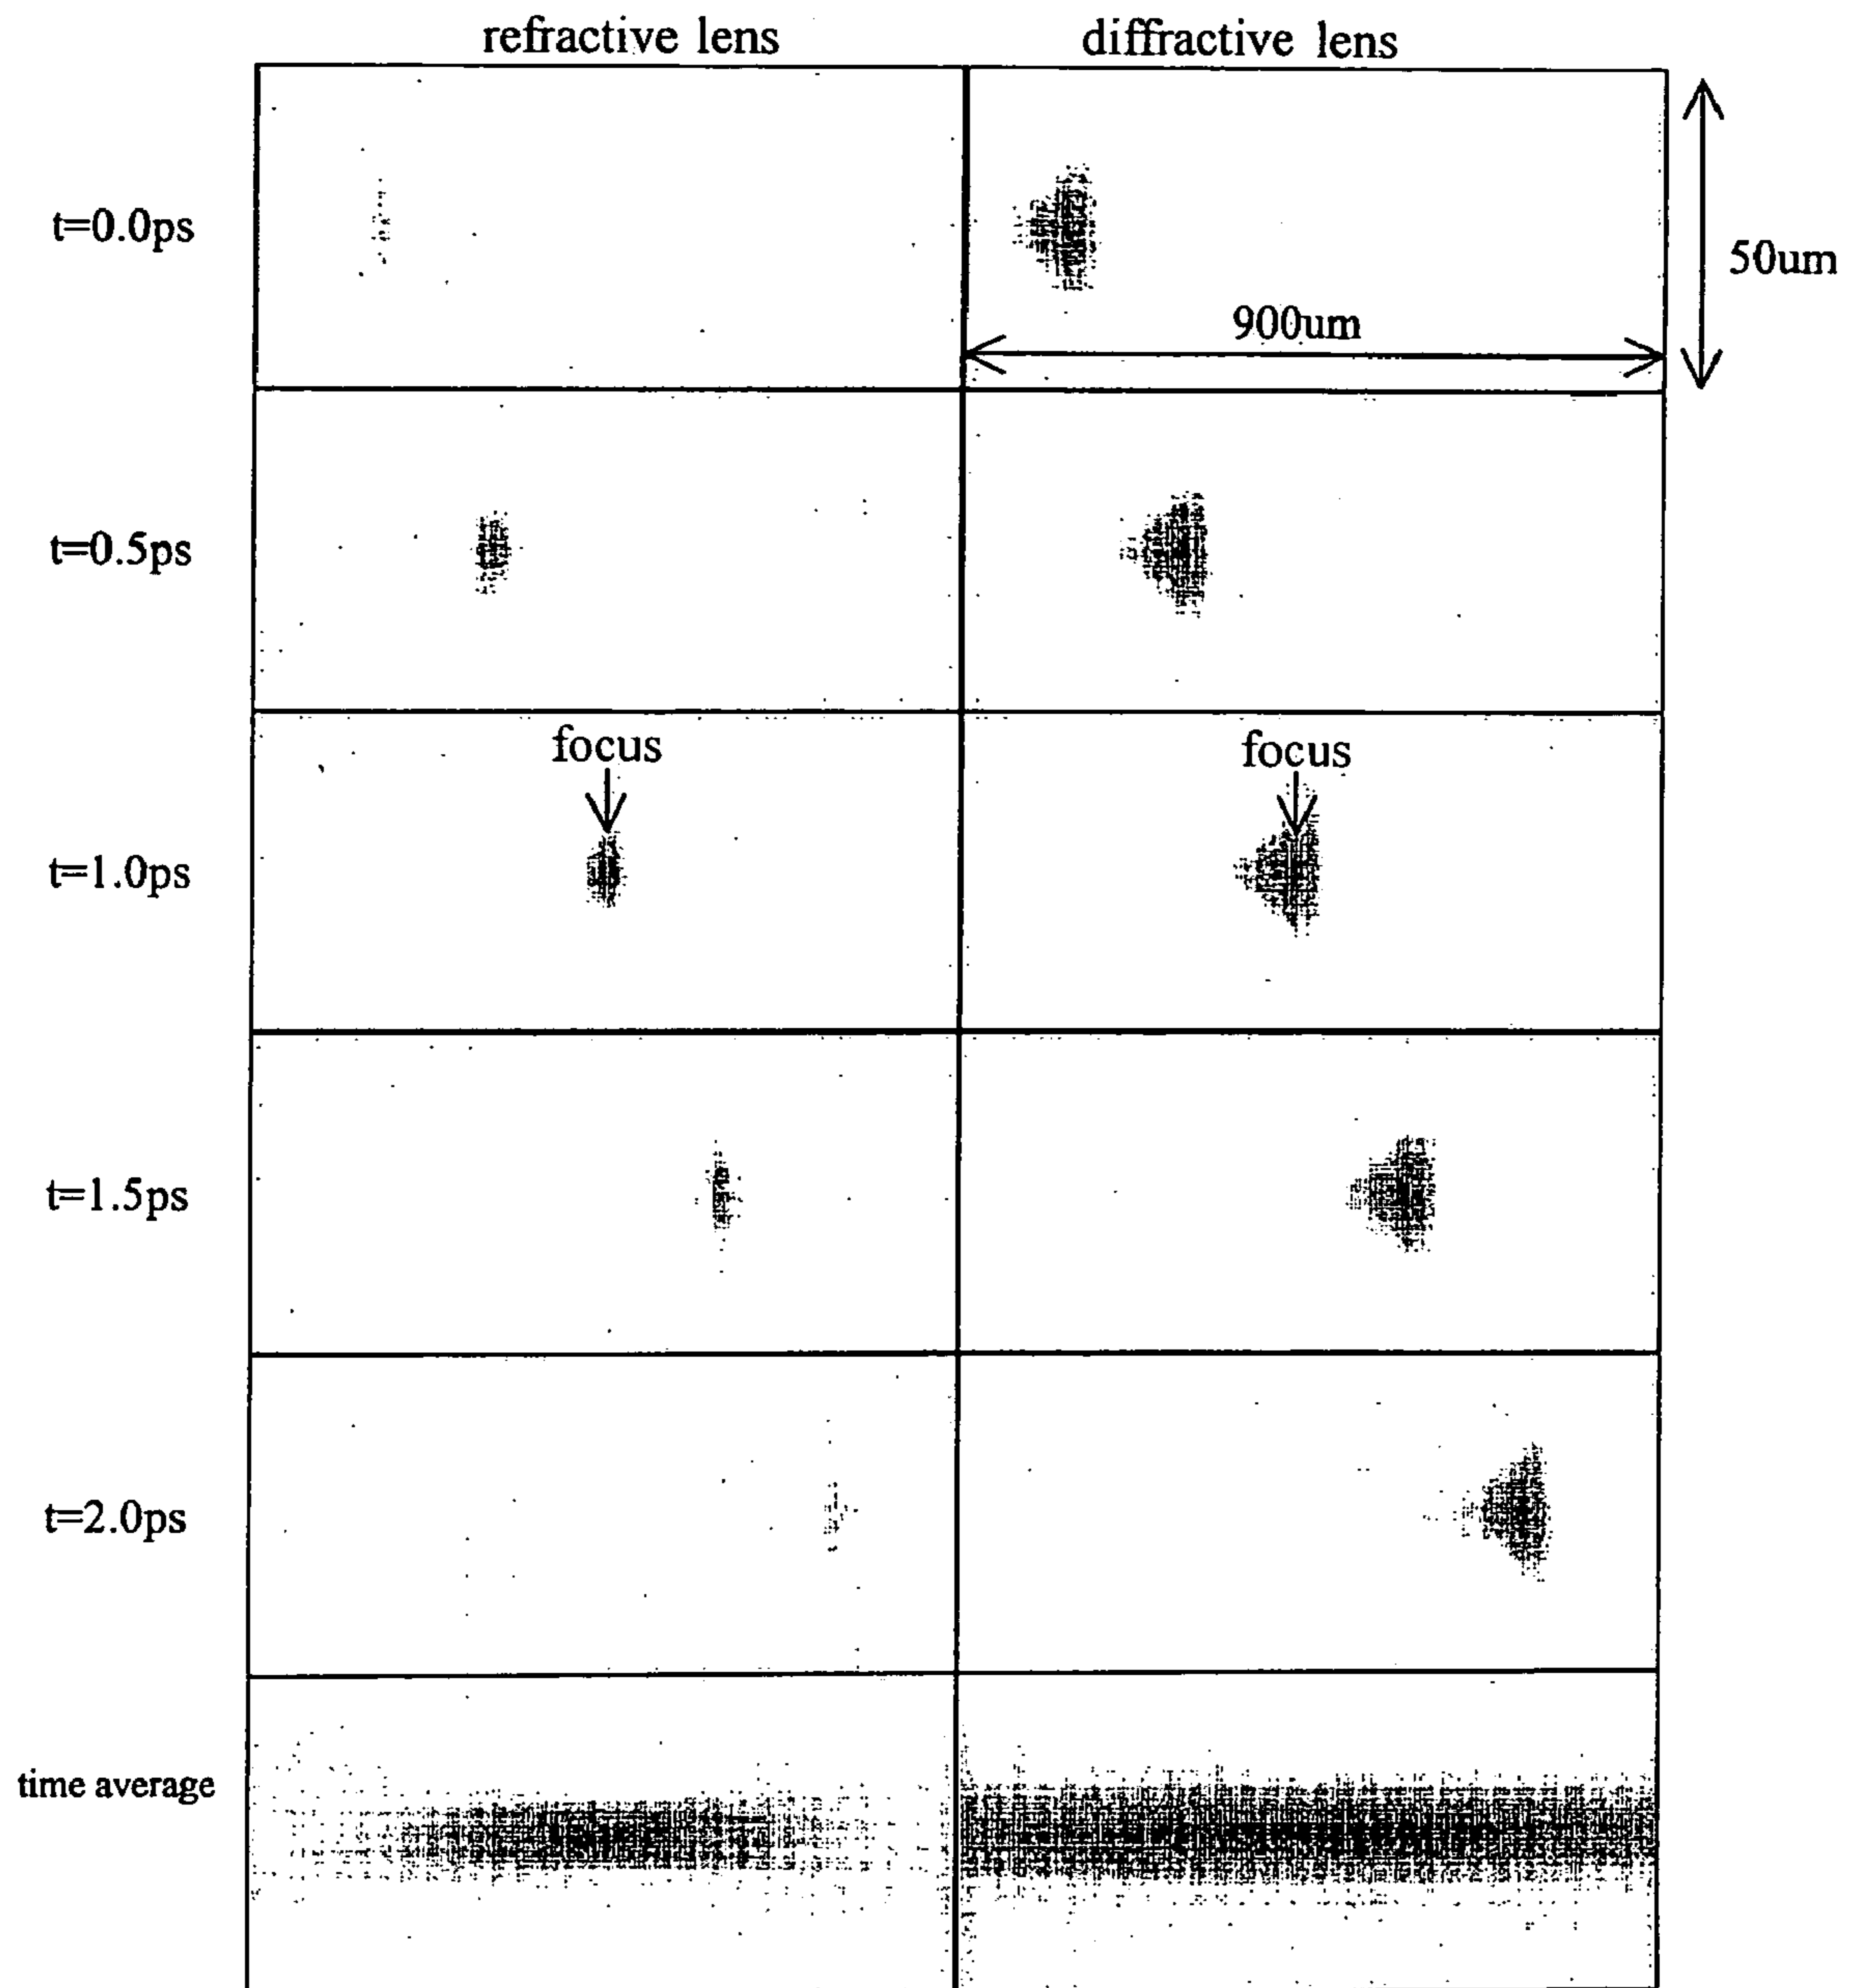 refractive lens
diffractive lens
t=0.0ps
50um
900um
t=0.5ps
focus
focus
t=1.0ps
t=1.5ps
t=2.0ps
time average